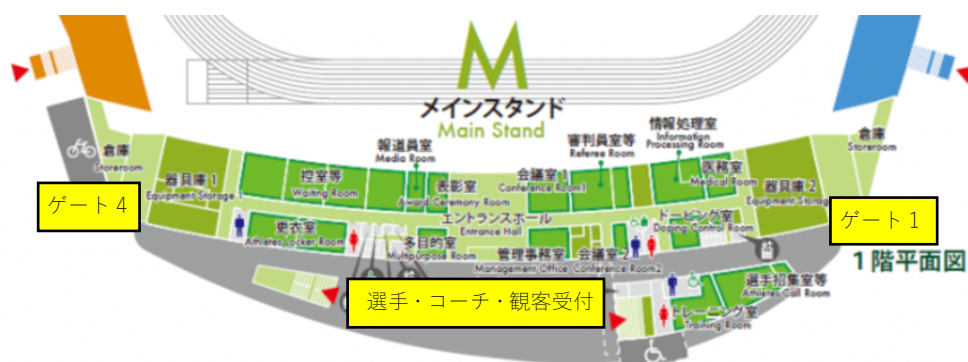 M
メインスタンド
Main Stand
情報処理室
Information
Processing Room
審判員室等
Referee Room
報道員室
Media Room
倉庫
Storeroom
倉庫
Storeroom
会議室 1
Conference Room1
医務室
Medical Room
器具庫 1
Equipment Storage 1
控室等
Waiting Room
表彰室
Award Ceremony Room
器具庫 2
Equipment Storage
ゲート 4
ゲート 1
エントランスホール
Entrance Hall
ドーピング室
Doping Control Room
更衣室
Athletes Locker Room
多目的室
Multipurpose Room
管理事務室
Management Office
会議室 2
Conference Room2
1階平面図
選手・コーチ・観客受付
選手招集室等
Athletes Call Room
トレーニング室
Training Room